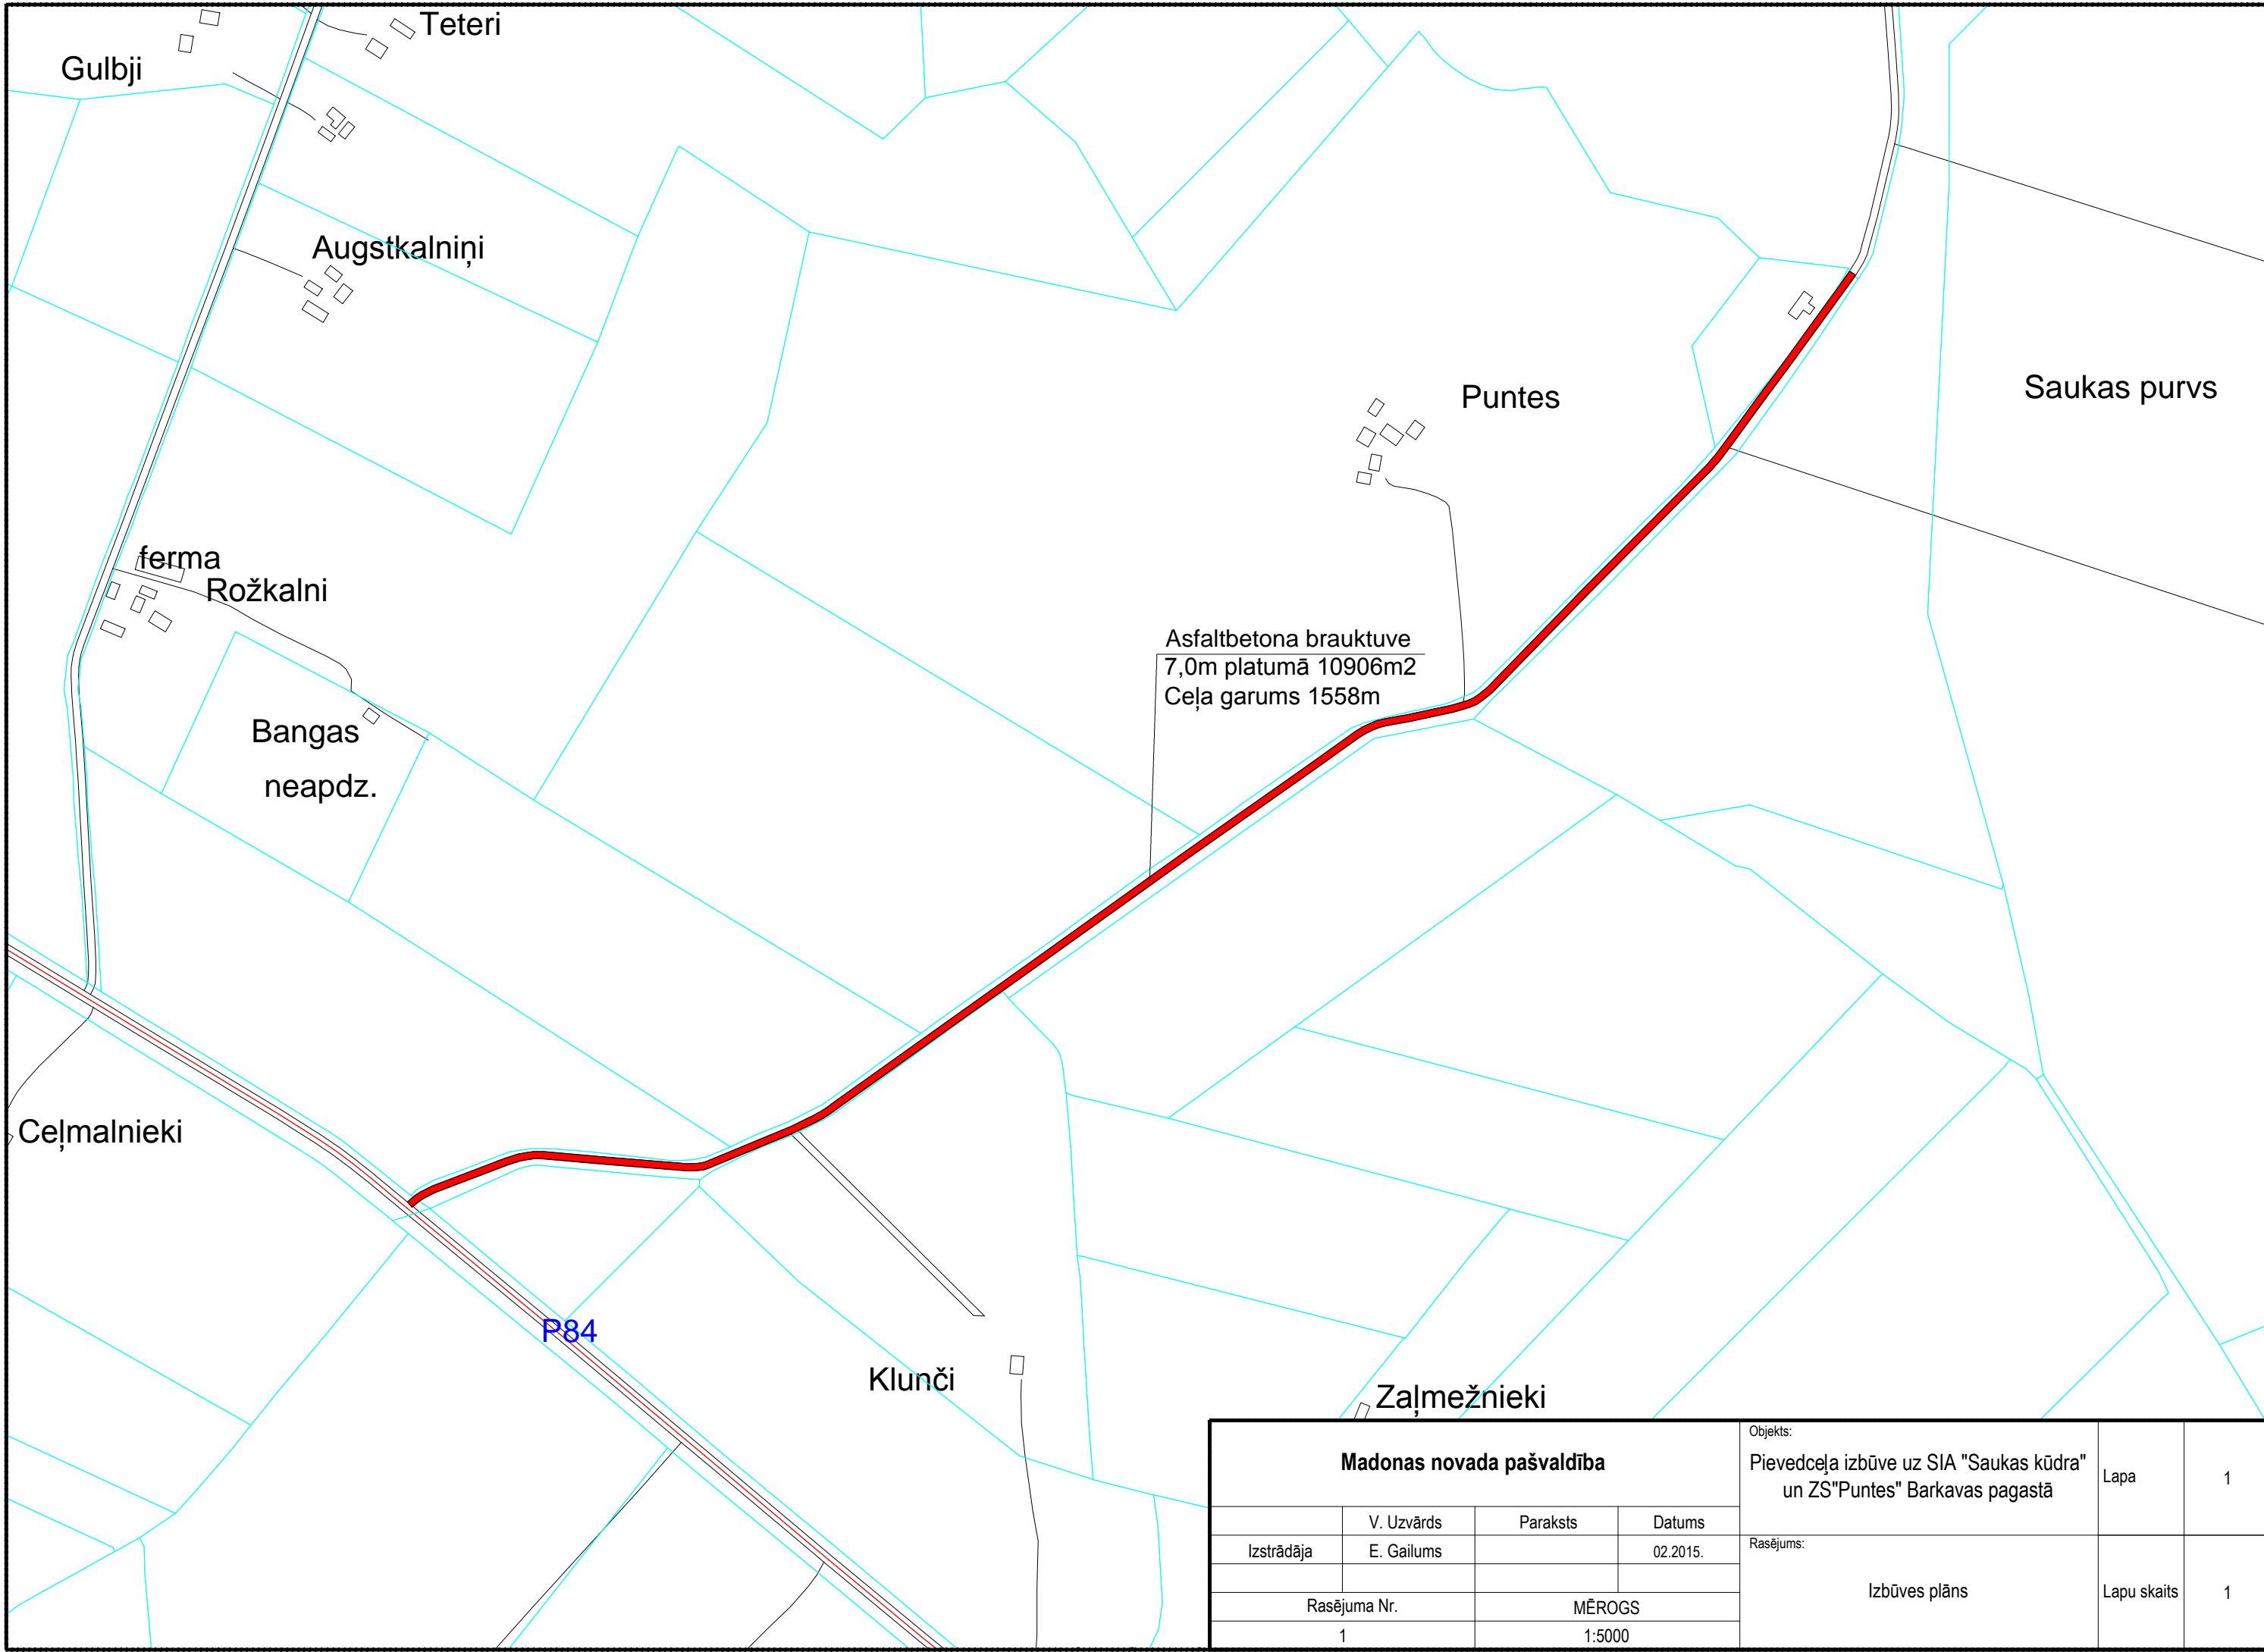 Teteri
Gulbji
Augstkalniņi
Puntes
Saukas purvs
ferma
Rožkalni
Asfaltbetona brauktuve
7,0m platumā 10906m2
Ceļa garums 1558m
Bangas
neapdz.
Ceļmalnieki
P84
Klunči
Zaļmežnieki
Madonas novada pašvaldība
V. Uzvārds Paraksts Datums
Izstrādāja E. Gailums 02.2015.
Rasējuma Nr. MĒROGS
1 1:5000
Objekts:
Pievedceļa izbūve uz SIA "Saukas kūdra"
un ZS"Puntes" Barkavas pagastā
Lapa 1
Rasējums:
Izbūves plāns
Lapu skaits 1